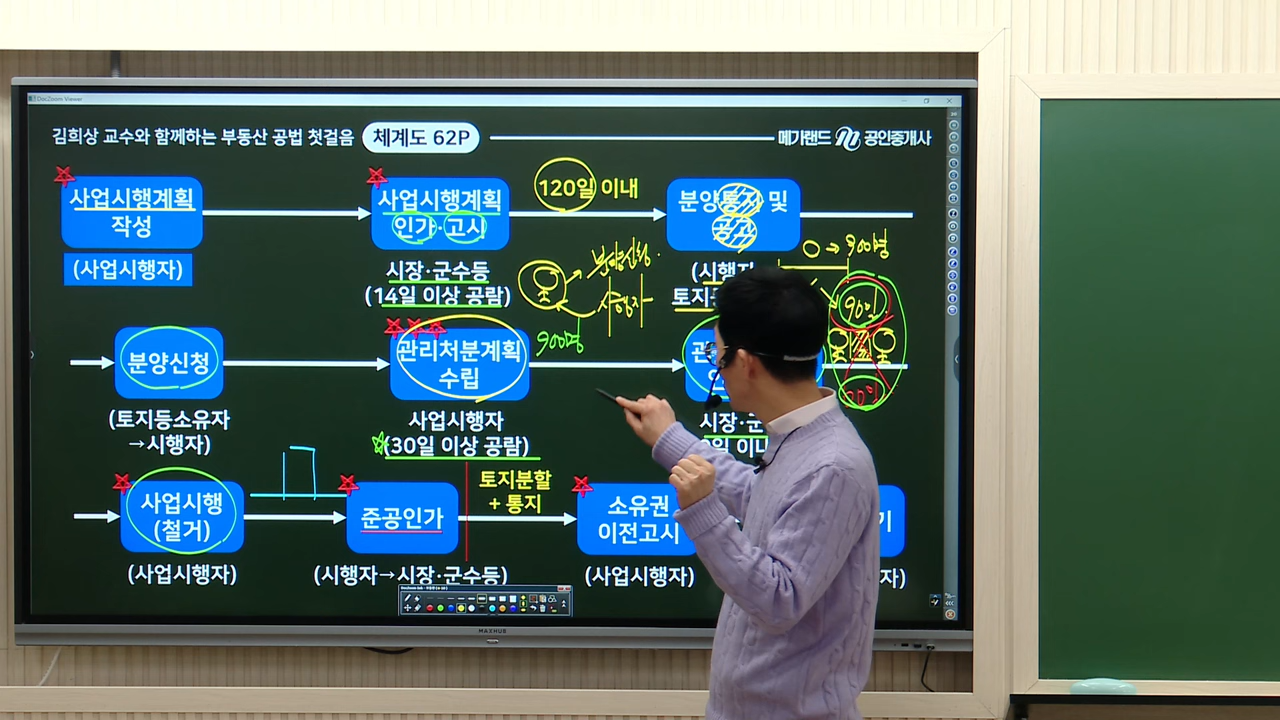 DocZoom Viewer
김희상 교수와 함께하는 부동산 공법 첫걸음 체계도 62P
메가랜드 공인중개사
사업시행계획
작성
(사업시행자)
사업시행계획
인가·고시
시장·군수등
(14일 이상 공람)
120일 이내
분양통지 및
공고
(시행자
토지등
분양신청
시행자
900명
900명
90일
분양신청
(토지등소유자
→시행자)
관리처분계획
수립
사업시행자
(30일 이상 공람)
관
시장·군
일 이내
사업시행
(철거)
(사업시행자)
준공인가
(시행자→시장·군수등)
토지분할
+ 통지
소유권
이전고시
(사업시행자)
기
자)
MAXHUB